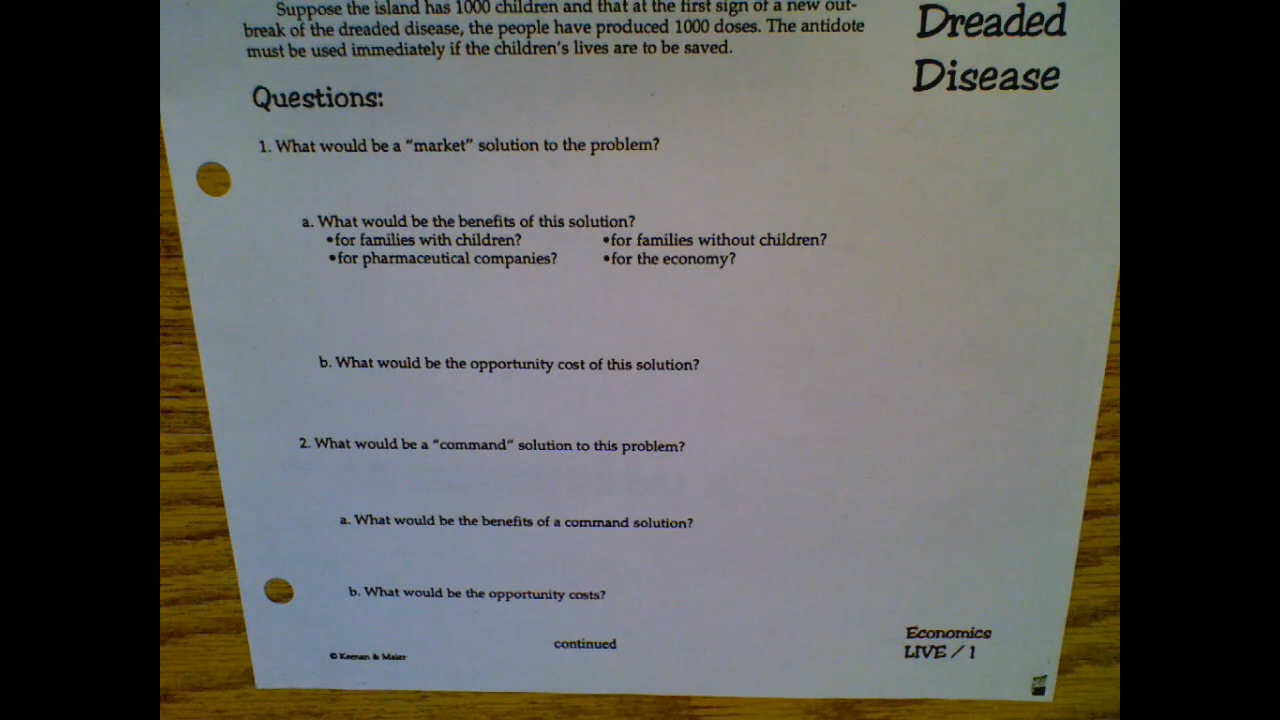 Suppose the island has 1000 children and that at the first sign of a new out-
break of the dreaded disease, the people have produced 1000 doses. The antidote
must be used immediately if the children's lives are to be saved.
Dreaded
Disease
Questions:
1. What would be a "market" solution to the problem?
a. What would be the benefits of this solution?
•for families with children? •for families without children?
•for pharmaceutical companies? •for the economy?
b. What would be the opportunity cost of this solution?
2. What would be a "command" solution to this problem?
a. What would be the benefits of a command solution?
b. What would be the opportunity costs?
continued
© Keenan & Maier
Economics
LIVE / 1